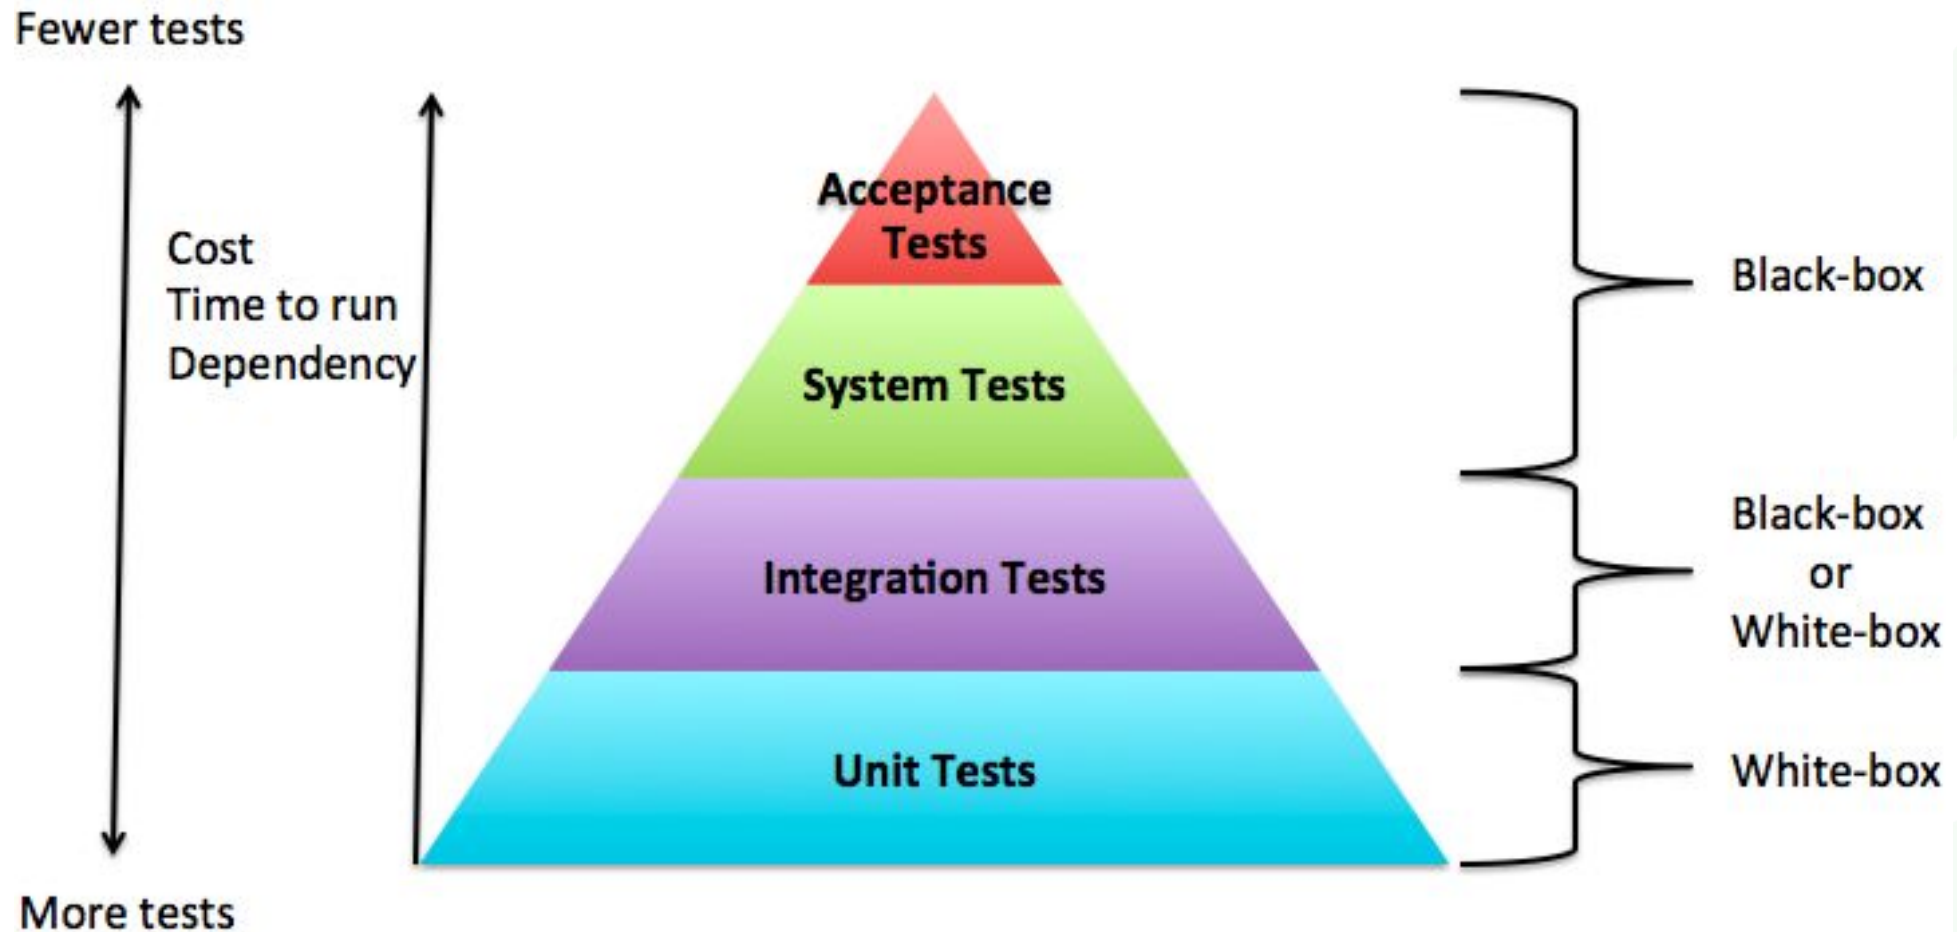 Fewer tests
Cost
Time to run
Dependency
More tests
Acceptance
Tests
System Tests
Integration Tests
Unit Tests
Black-box
Black-box
or
White-box
White-box